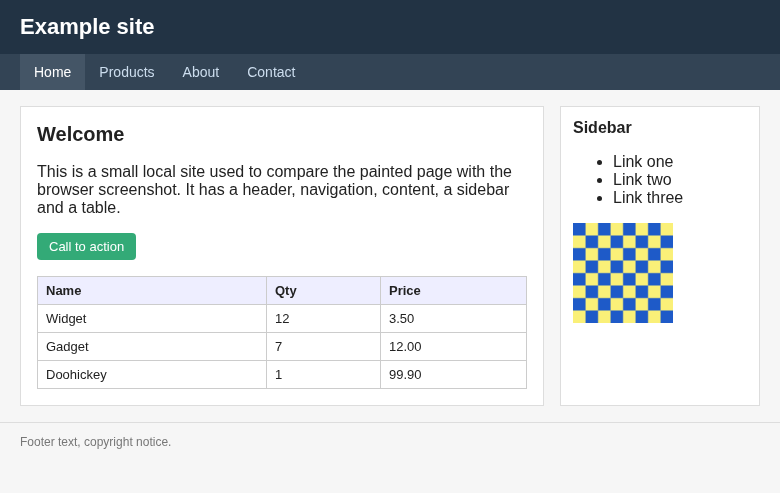 Example site
Home Products About Contact
Welcome
This is a small local site used to compare the painted page with the
browser screenshot. It has a header, navigation, content, a sidebar
and a table.
Call to action
Name Qty Price
Widget 12 3.50
Gadget 7 12.00
Doohickey 1 99.90
Sidebar
Link one
Link two
Link three
Footer text, copyright notice.